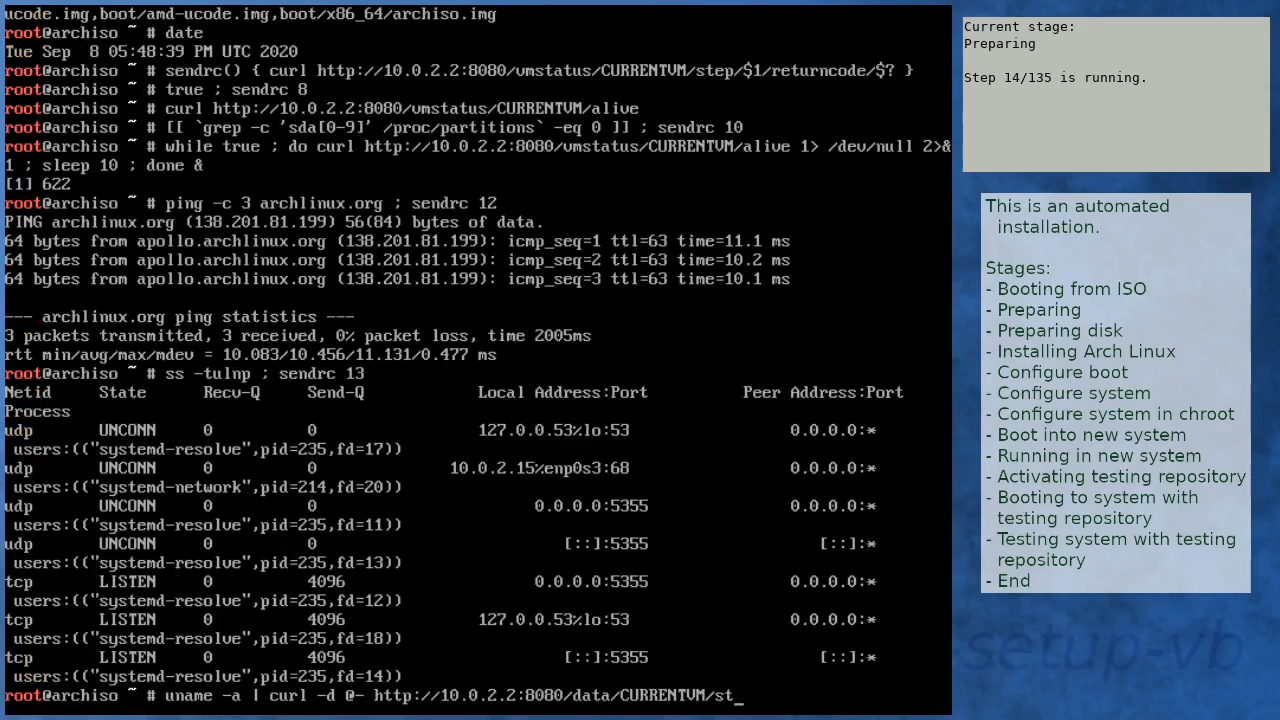 ucode.img,boot/amd-ucode.img,boot/x86_64/archiso.img
root@archiso ~ # date
Tue Sep  8 05:48:39 PM UTC 2020
root@archiso ~ # sendrc() { curl http://10.0.2.2:8080/vmstatus/CURRENTVM/step/$1/returncode/$? }
root@archiso ~ # true ; sendrc 8
root@archiso ~ # curl http://10.0.2.2:8080/vmstatus/CURRENTVM/alive
root@archiso ~ # [[ `grep -c 'sda[0-9]' /proc/partitions` -eq 0 ]] ; sendrc 10
root@archiso ~ # while true ; do curl http://10.0.2.2:8080/vmstatus/CURRENTVM/alive 1> /dev/null 2>&
1 ; sleep 10 ; done &
[1] 622
root@archiso ~ # ping -c 3 archlinux.org ; sendrc 12
PING archlinux.org (138.201.81.199) 56(84) bytes of data.
64 bytes from apollo.archlinux.org (138.201.81.199): icmp_seq=1 ttl=63 time=11.1 ms
64 bytes from apollo.archlinux.org (138.201.81.199): icmp_seq=2 ttl=63 time=10.2 ms
64 bytes from apollo.archlinux.org (138.201.81.199): icmp_seq=3 ttl=63 time=10.1 ms
--- archlinux.org ping statistics ---
3 packets transmitted, 3 received, 0% packet loss, time 2005ms
rtt min/avg/max/mdev = 10.083/10.456/11.131/0.477 ms
root@archiso ~ # ss -tulnp ; sendrc 13
Netid State Recv-Q Send-Q Local Address:Port Peer Address:Port
Process
udp UNCONN 0 0 127.0.0.53%lo:53 0.0.0.0:*
users:(("systemd-resolve",pid=235,fd=17))
udp UNCONN 0 0 10.0.2.15%enp0s3:68 0.0.0.0:*
users:(("systemd-network",pid=214,fd=20))
udp UNCONN 0 0 0.0.0.0:5355 0.0.0.0:*
users:(("systemd-resolve",pid=235,fd=11))
udp UNCONN 0 0 [::]:5355 [::]:*
users:(("systemd-resolve",pid=235,fd=13))
tcp LISTEN 0 4096 0.0.0.0:5355 0.0.0.0:*
users:(("systemd-resolve",pid=235,fd=12))
tcp LISTEN 0 4096 127.0.0.53%lo:53 0.0.0.0:*
users:(("systemd-resolve",pid=235,fd=18))
tcp LISTEN 0 4096 [::]:5355 [::]:*
users:(("systemd-resolve",pid=235,fd=14))
root@archiso ~ # uname -a | curl -d @- http://10.0.2.2:8080/data/CURRENTVM/st_
Current stage:
Preparing
Step 14/135 is running.
This is an automated
installation.
Stages:
- Booting from ISO
- Preparing
- Preparing disk
- Installing Arch Linux
- Configure boot
- Configure system
- Configure system in chroot
- Boot into new system
- Running in new system
- Activating testing repository
- Booting to system with
testing repository
- Testing system with testing
repository
- End
setup-vb